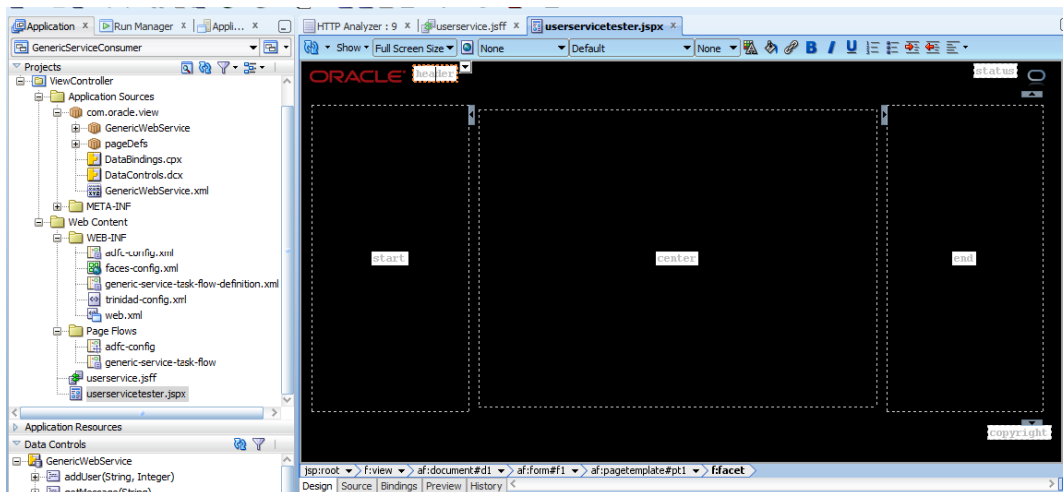 Application x Run Manager x Appli... x
HTTP Analyzer : 9 x userservice.jsff x userservicetester.jspx x
GenericServiceConsumer
Show Full Screen Size None Default None B I U
Projects
ViewController
Application Sources
com.oracle.view
GenericWebService
pageDefs
DataBindings.cpx
DataControls.dcx
GenericWebService.xml
META-INF
Web Content
WEB-INF
adfc-config.xml
faces-config.xml
generic-service-task-flow-definition.xml
trinidad-config.xml
web.xml
Page Flows
adfc-config
generic-service-task-flow
userservice.jsff
userservicetester.jspx
Application Resources
Data Controls
GenericWebService
addUser(String, Integer)
getMessage(String)
ORACLE header
status
start
center
end
copyright
jsp:root f:view af:document#d1 af:form#f1 af:pagetemplate#pt1 f:facet
Design Source Bindings Preview History